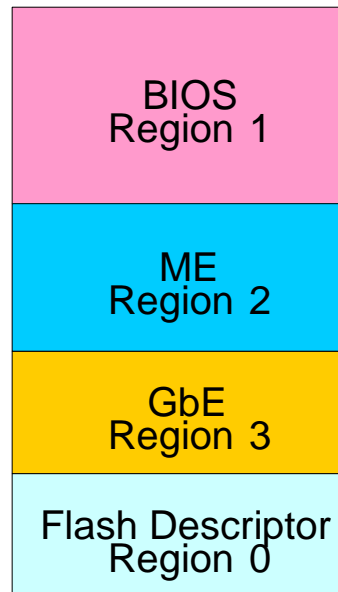 BIOS
Region 1
ME
Region 2
GbE
Region 3
Flash Descriptor
Region 0